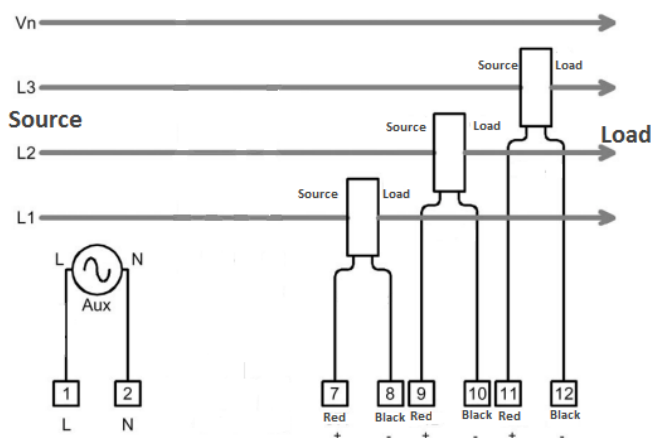 Vn
Source Load
L3
Source Load
Source Load
L2
Source Load
L1
L N
Aux
1 2 7 8 9 10 11 12
L N Red Black Red Black Red Black
+ - + - + -